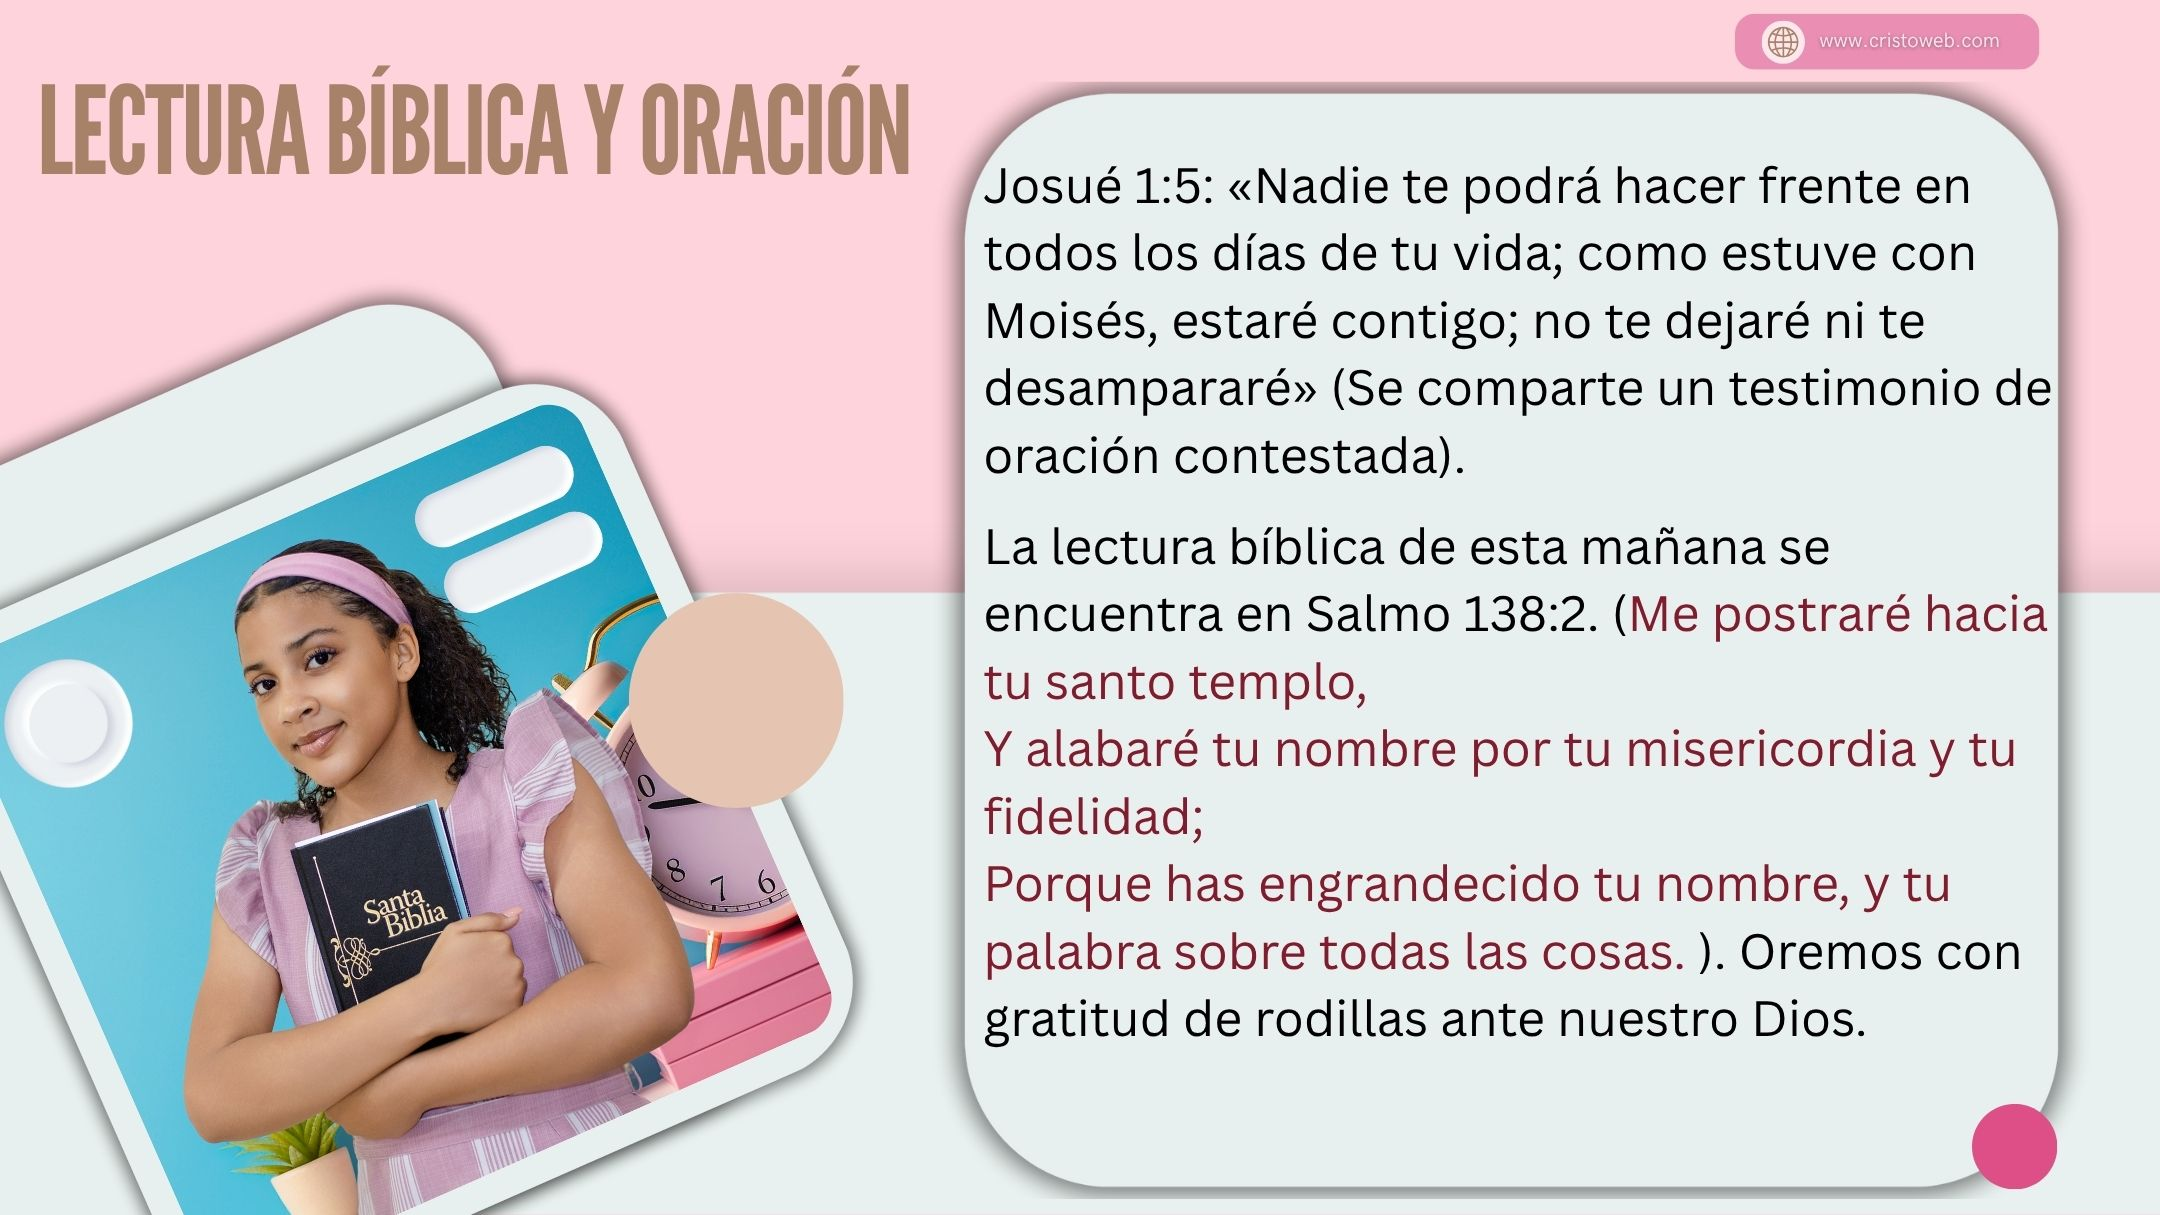 www.cristoweb.com
LECTURA BÍBLICA Y ORACIÓN
Josué 1:5: «Nadie te podrá hacer frente en
todos los días de tu vida; como estuve con
Moisés, estaré contigo; no te dejaré ni te
desampararé» (Se comparte un testimonio de
oración contestada).
La lectura bíblica de esta mañana se
encuentra en Salmo 138:2. (Me postraré hacia
tu santo templo,
Y alabaré tu nombre por tu misericordia y tu
fidelidad;
Porque has engrandecido tu nombre, y tu
palabra sobre todas las cosas. ). Oremos con
gratitud de rodillas ante nuestro Dios.
Santa
Biblia
10
8
7
6